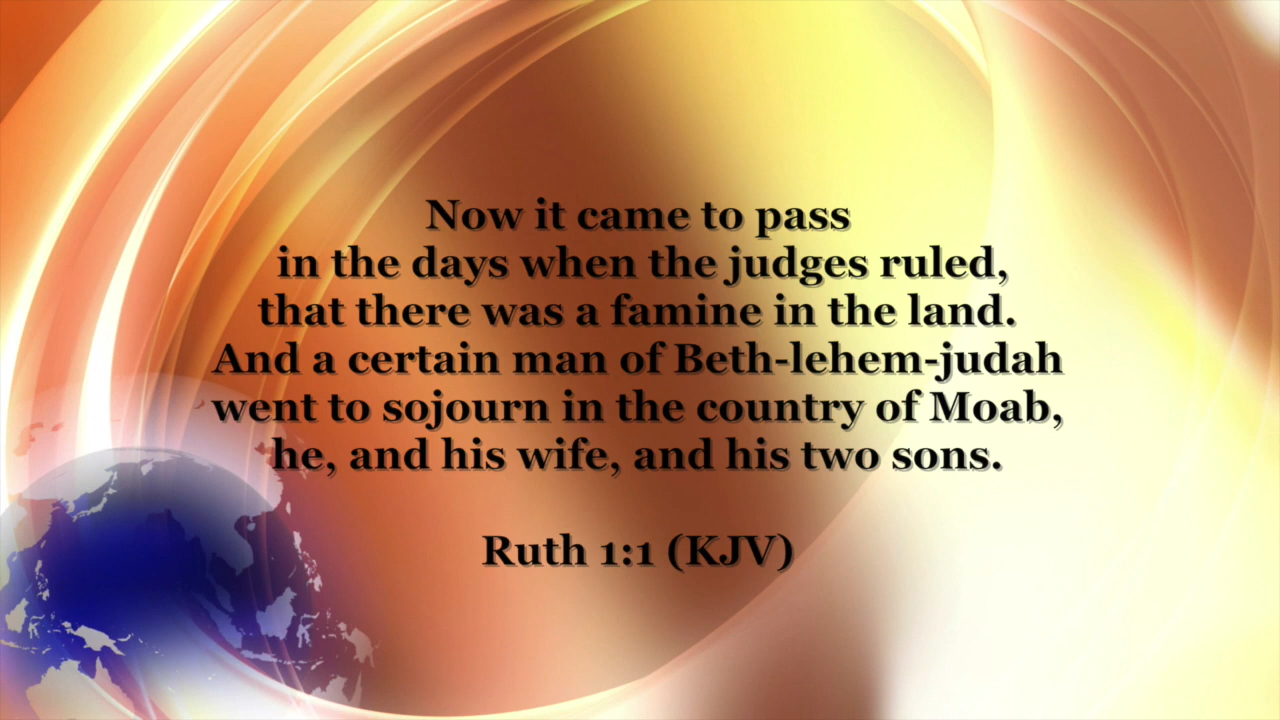 Now it came to pass
in the days when the judges ruled,
that there was a famine in the land.
And a certain man of Beth-lehem-judah
went to sojourn in the country of Moab,
he, and his wife, and his two sons.
Ruth 1:1 (KJV)